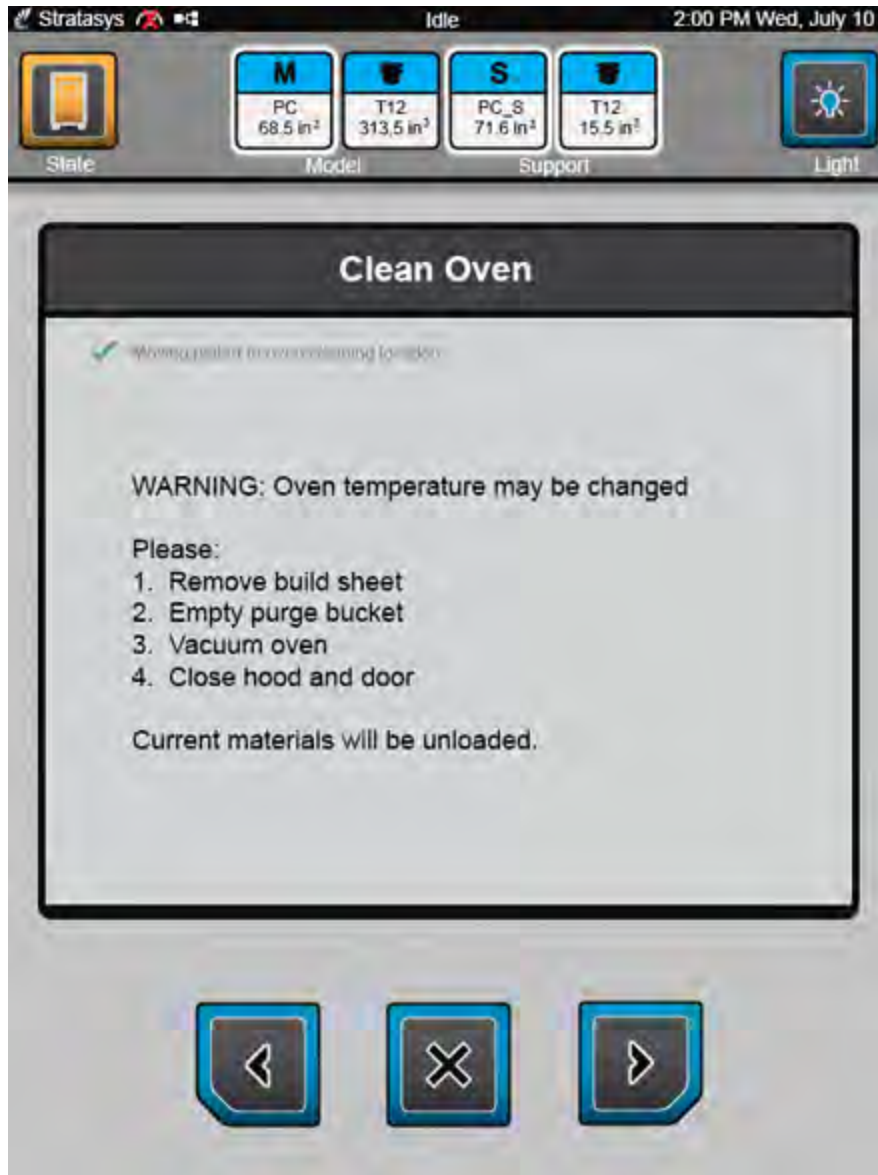 Stratasys
Idle
2:00 PM Wed, July 10
M
S
PC
68.5 in³
T12
313.5 in³
PC_S
71.6 in³
T12
15.5 in³
State
Model
Support
Light
Clean Oven
WARNING: Oven temperature may be changed
Please:
1. Remove build sheet
2. Empty purge bucket
3. Vacuum oven
4. Close hood and door
Current materials will be unloaded.